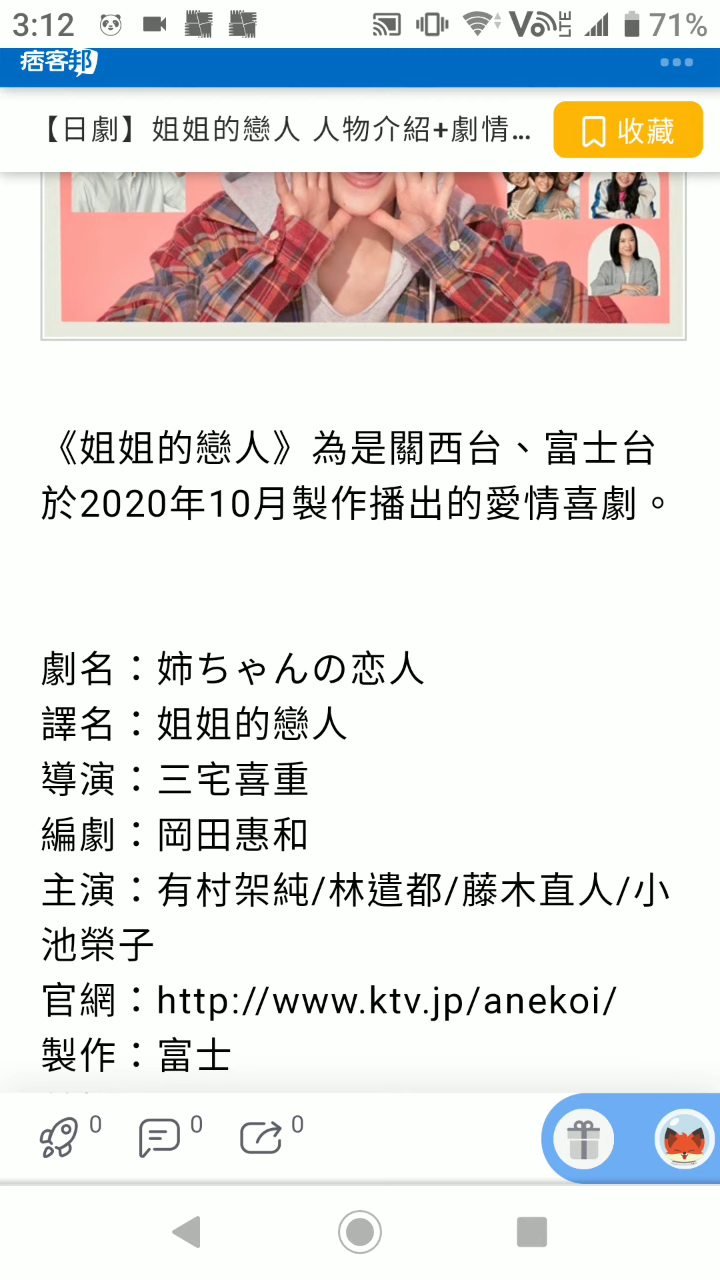 3:12
VoLTE
71%
痞客邦
【日劇】姐姐的戀人 人物介紹+劇情...
收藏
《姐姐的戀人》為是關西台、富士台
於2020年10月製作播出的愛情喜劇。
劇名：姉ちゃんの恋人
譯名：姐姐的戀人
導演：三宅喜重
編劇：岡田惠和
主演：有村架純/林遣都/藤木直人/小
池榮子
官網：http://www.ktv.jp/anekoi/
製作：富士
0
0
0